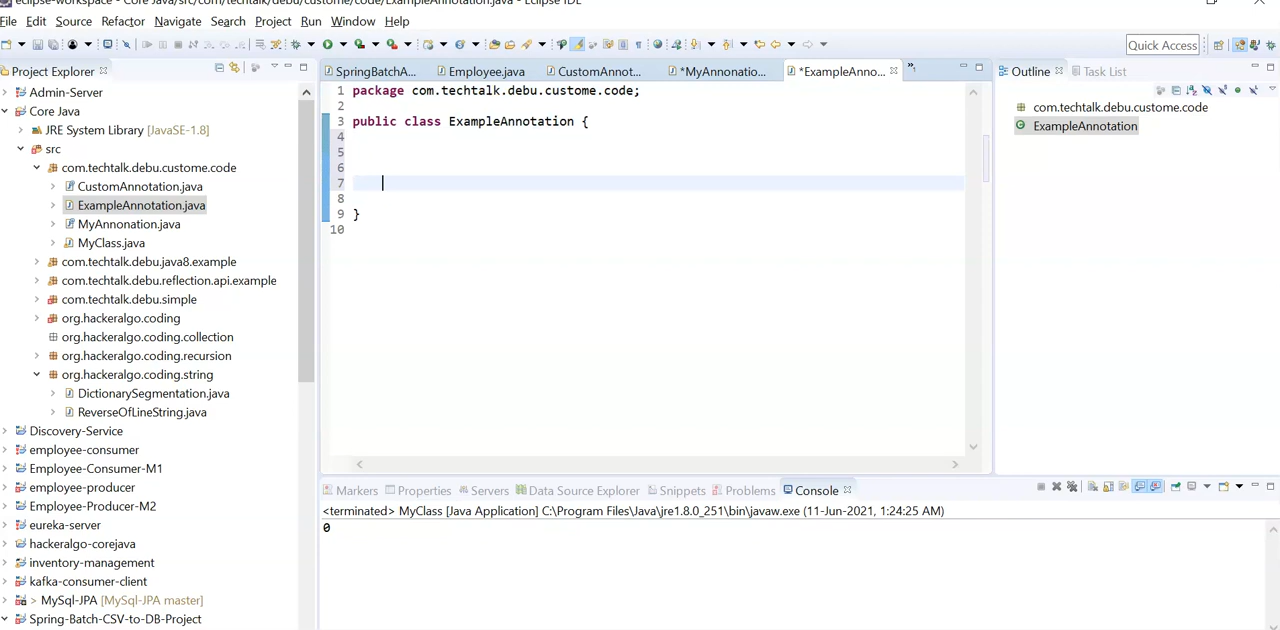 eclipse-workspace - Core Java/src/com/techtalk/debu/custome/code/ExampleAnnotation.java - Eclipse IDE
File Edit Source Refactor Navigate Search Project Run Window Help
Quick Access
Project Explorer
Admin-Server
Core Java
JRE System Library [JavaSE-1.8]
src
com.techtalk.debu.custome.code
CustomAnnotation.java
ExampleAnnotation.java
MyAnnonation.java
MyClass.java
com.techtalk.debu.java8.example
com.techtalk.debu.reflection.api.example
com.techtalk.debu.simple
org.hackeralgo.coding
org.hackeralgo.coding.collection
org.hackeralgo.coding.recursion
org.hackeralgo.coding.string
DictionarySegmentation.java
ReverseOfLineString.java
Discovery-Service
employee-consumer
Employee-Consumer-M1
employee-producer
Employee-Producer-M2
eureka-server
hackeralgo-corejava
inventory-management
kafka-consumer-client
> MySql-JPA [MySql-JPA master]
Spring-Batch-CSV-to-DB-Project
SpringBatchA... Employee.java CustomAnnot... *MyAnnonatio... *ExampleAnno...
1 package com.techtalk.debu.custome.code;
2
3 public class ExampleAnnotation {
4
5
6
7
8
9 }
10
Outline Task List
com.techtalk.debu.custome.code
ExampleAnnotation
Markers Properties Servers Data Source Explorer Snippets Problems Console
<terminated> MyClass [Java Application] C:\Program Files\Java\jre1.8.0_251\bin\javaw.exe (11-Jun-2021, 1:24:25 AM)
0